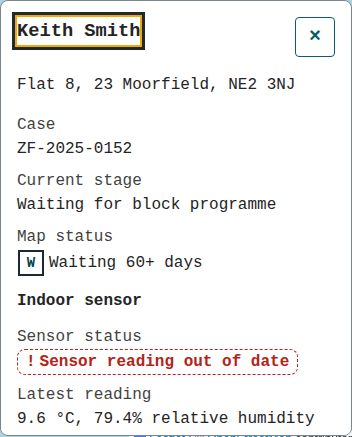 Keith Smith
×
Flat 8, 23 Moorfield, NE2 3NJ
Case
ZF-2025-0152
Current stage
Waiting for block programme
Map status
W Waiting 60+ days
Indoor sensor
Sensor status
! Sensor reading out of date
Latest reading
9.6 °C, 79.4% relative humidity